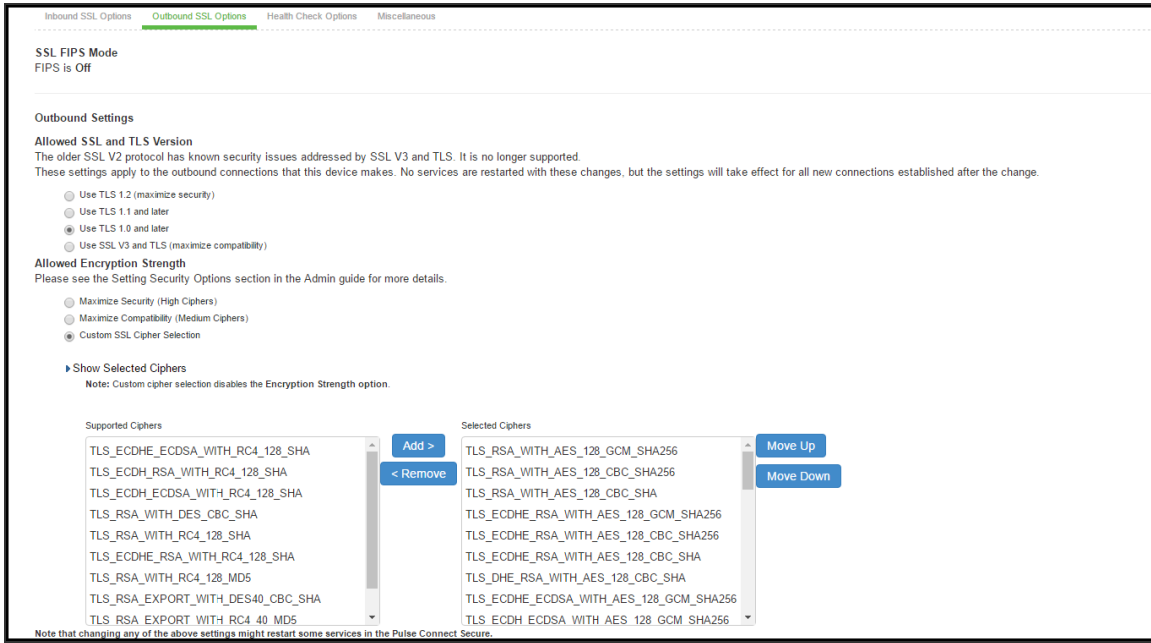 Inbound SSL Options Outbound SSL Options Health Check Options Miscellaneous
SSL FIPS Mode
FIPS is Off
Outbound Settings
Allowed SSL and TLS Version
The older SSL V2 protocol has known security issues addressed by SSL V3 and TLS. It is no longer supported.
These settings apply to the outbound connections that this device makes. No services are restarted with these changes, but the settings will take effect for all new connections established after the change.
Use TLS 1.2 (maximize security)
Use TLS 1.1 and later
Use TLS 1.0 and later
Use SSL V3 and TLS (maximize compatibility)
Allowed Encryption Strength
Please see the Setting Security Options section in the Admin guide for more details.
Maximize Security (High Ciphers)
Maximize Compatibility (Medium Ciphers)
Custom SSL Cipher Selection
Show Selected Ciphers
Note: Custom cipher selection disables the Encryption Strength option.
Supported Ciphers
TLS_ECDHE_ECDSA_WITH_RC4_128_SHA
TLS_ECDH_RSA_WITH_RC4_128_SHA
TLS_ECDH_ECDSA_WITH_RC4_128_SHA
TLS_RSA_WITH_DES_CBC_SHA
TLS_RSA_WITH_RC4_128_SHA
TLS_ECDHE_RSA_WITH_RC4_128_SHA
TLS_RSA_WITH_RC4_128_MD5
TLS_RSA_EXPORT_WITH_DES40_CBC_SHA
TLS_RSA_EXPORT_WITH_RC4_40_MD5
Add >
< Remove
Selected Ciphers
TLS_RSA_WITH_AES_128_GCM_SHA256
TLS_RSA_WITH_AES_128_CBC_SHA256
TLS_RSA_WITH_AES_128_CBC_SHA
TLS_ECDHE_RSA_WITH_AES_128_GCM_SHA256
TLS_ECDHE_RSA_WITH_AES_128_CBC_SHA256
TLS_ECDHE_RSA_WITH_AES_128_CBC_SHA
TLS_DHE_RSA_WITH_AES_128_CBC_SHA
TLS_ECDHE_ECDSA_WITH_AES_128_GCM_SHA256
TLS_ECDH_ECDSA_WITH_AES_128_GCM_SHA256
Move Up
Move Down
Note that changing any of the above settings might restart some services in the Pulse Connect Secure.